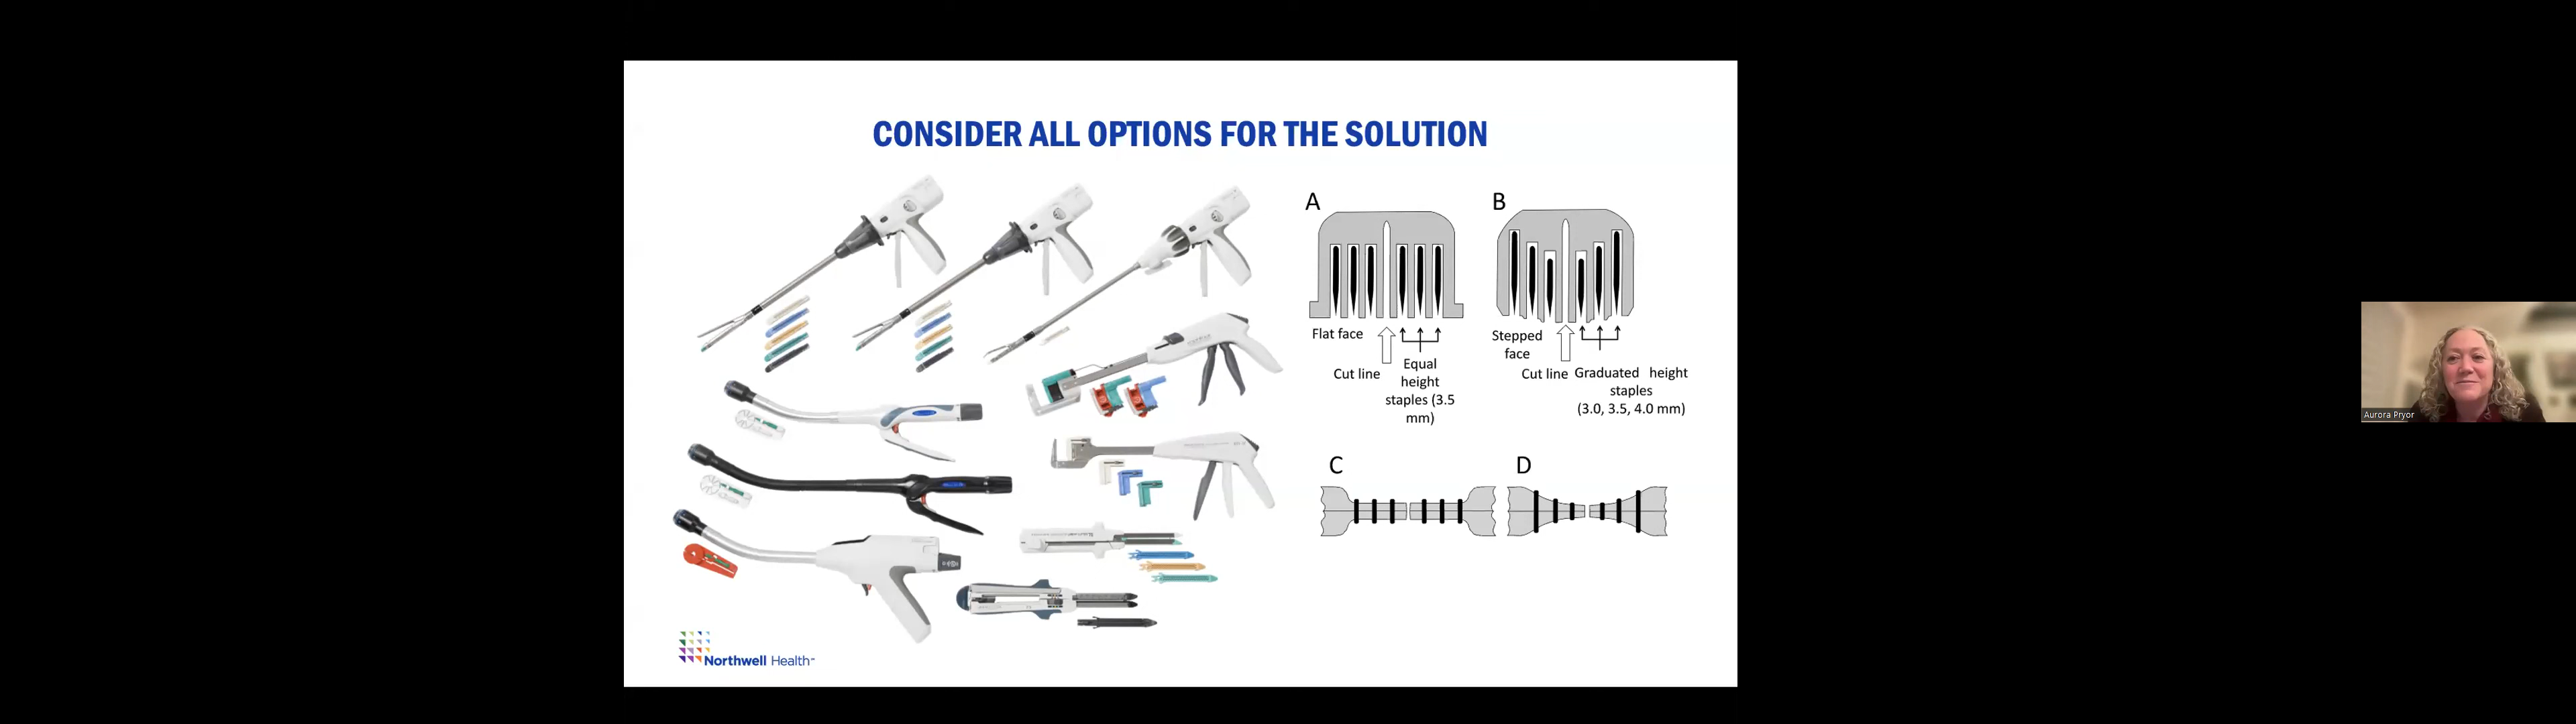 CONSIDER ALL OPTIONS FOR THE SOLUTION
A
B
Flat face
Cut line
Equal
height
staples (3.5
mm)
Stepped
face
Cut line
Graduated height
staples
(3.0, 3.5, 4.0 mm)
C
D
Northwell Health
Aurora Pryor